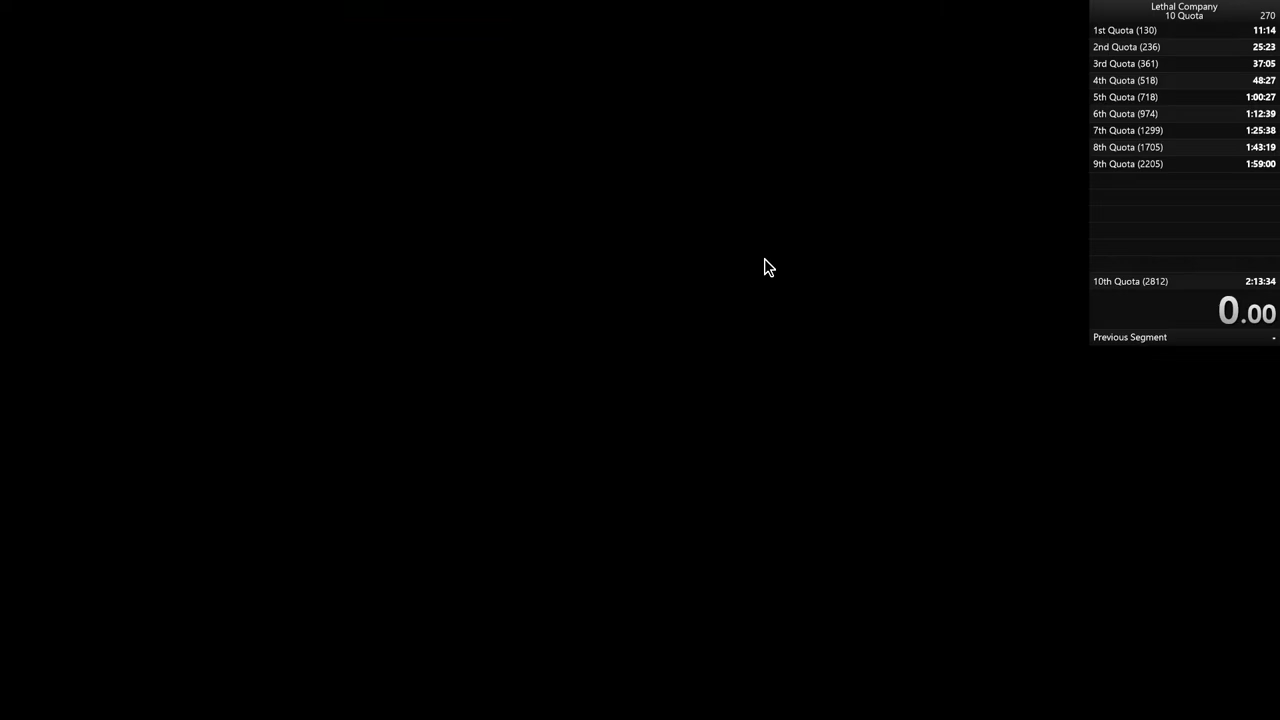 Lethal Company
10 Quota 270
1st Quota (130) 11:14
2nd Quota (236) 25:23
3rd Quota (361) 37:05
4th Quota (518) 48:27
5th Quota (718) 1:00:27
6th Quota (974) 1:12:39
7th Quota (1299) 1:25:38
8th Quota (1705) 1:43:19
9th Quota (2205) 1:59:00
10th Quota (2812) 2:13:34
0.00
Previous Segment -